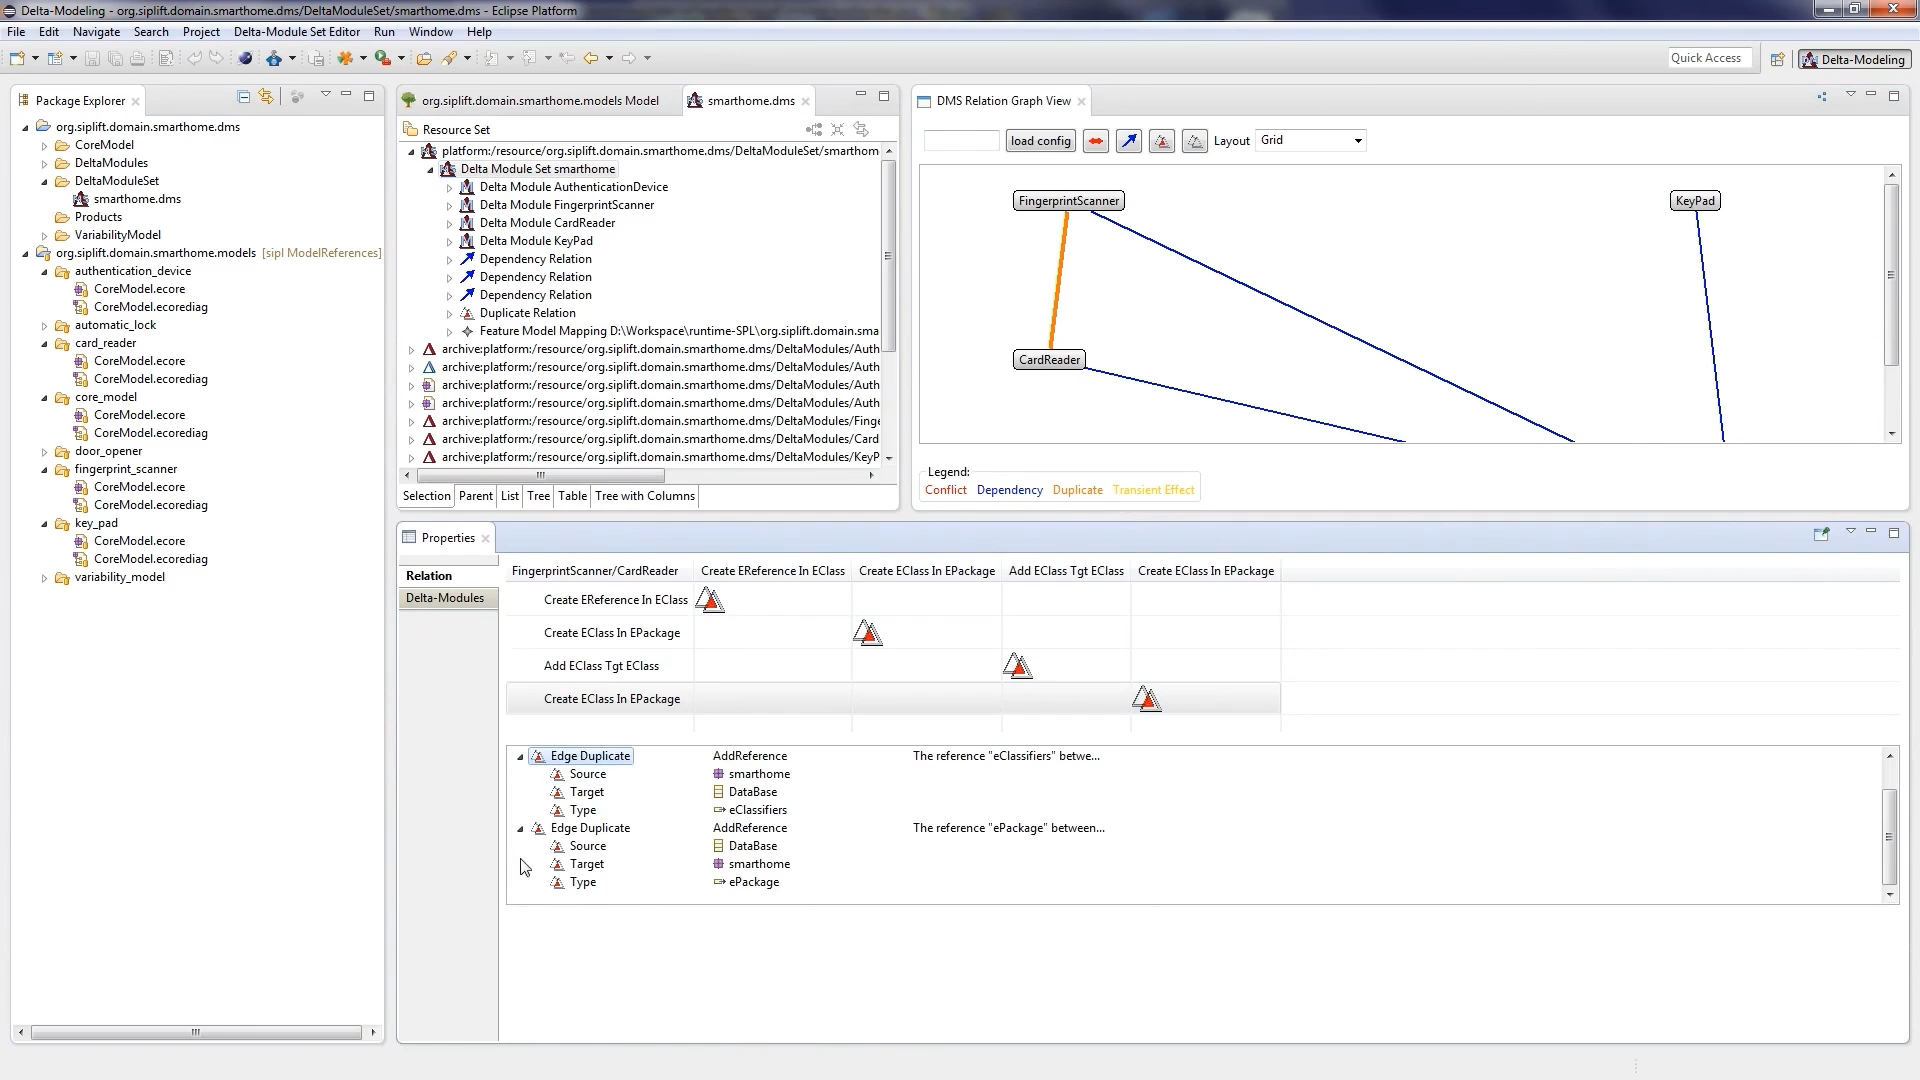 Delta-Modeling - org.siplift.domain.smarthome.dms/DeltaModuleSet/smarthome.dms - Eclipse Platform
File Edit Navigate Search Project Delta-Module Set Editor Run Window Help
Quick Access
Delta-Modeling
Package Explorer
org.siplift.domain.smarthome.dms
CoreModel
DeltaModules
DeltaModuleSet
smarthome.dms
Products
VariabilityModel
org.siplift.domain.smarthome.models [sipl ModelReferences]
authentication_device
CoreModel.ecore
CoreModel.ecorediag
automatic_lock
card_reader
CoreModel.ecore
CoreModel.ecorediag
core_model
CoreModel.ecore
CoreModel.ecorediag
door_opener
fingerprint_scanner
CoreModel.ecore
CoreModel.ecorediag
key_pad
CoreModel.ecore
CoreModel.ecorediag
variability_model
org.siplift.domain.smarthome.models Model
smarthome.dms
Resource Set
platform:/resource/org.siplift.domain.smarthome.dms/DeltaModuleSet/smarthom
Delta Module Set smarthome
Delta Module AuthenticationDevice
Delta Module FingerprintScanner
Delta Module CardReader
Delta Module KeyPad
Dependency Relation
Dependency Relation
Dependency Relation
Duplicate Relation
Feature Model Mapping D:\Workspace\runtime-SPL\org.siplift.domain.sma
archive:platform:/resource/org.siplift.domain.smarthome.dms/DeltaModules/Auth
archive:platform:/resource/org.siplift.domain.smarthome.dms/DeltaModules/Auth
archive:platform:/resource/org.siplift.domain.smarthome.dms/DeltaModules/Auth
archive:platform:/resource/org.siplift.domain.smarthome.dms/DeltaModules/Auth
archive:platform:/resource/org.siplift.domain.smarthome.dms/DeltaModules/Finge
archive:platform:/resource/org.siplift.domain.smarthome.dms/DeltaModules/Card
archive:platform:/resource/org.siplift.domain.smarthome.dms/DeltaModules/KeyP
Selection Parent List Tree Table Tree with Columns
DMS Relation Graph View
load config
Layout Grid
FingerprintScanner
KeyPad
CardReader
Legend:
Conflict Dependency Duplicate Transient Effect
Properties
Relation
Delta-Modules
FingerprintScanner/CardReader Create EReference In EClass Create EClass In EPackage Add EClass Tgt EClass Create EClass In EPackage
Create EReference In EClass
Create EClass In EPackage
Add EClass Tgt EClass
Create EClass In EPackage
Edge Duplicate AddReference The reference "eClassifiers" betwe...
Source smarthome
Target DataBase
Type eClassifiers
Edge Duplicate AddReference The reference "ePackage" between...
Source DataBase
Target smarthome
Type ePackage